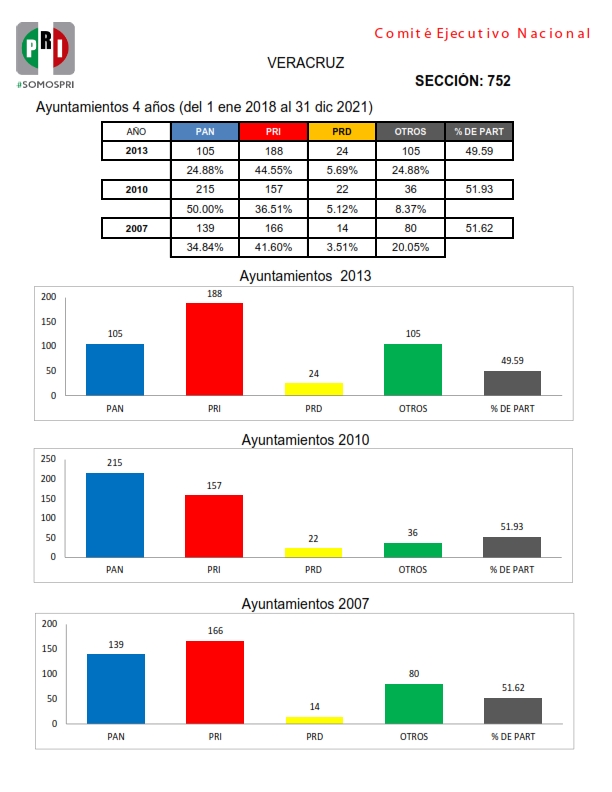 Comité Ejecutivo Nacional
PRI
#SOMOSPRI
VERACRUZ
SECCIÓN: 752
Ayuntamientos 4 años (del 1 ene 2018 al 31 dic 2021)
AÑO PAN PRI PRD OTROS % DE PART
2013 105 188 24 105 49.59
24.88% 44.55% 5.69% 24.88%
2010 215 157 22 36 51.93
50.00% 36.51% 5.12% 8.37%
2007 139 166 14 80 51.62
34.84% 41.60% 3.51% 20.05%
Ayuntamientos 2013
200
150
100
50
0
105 188 24 105 49.59
PAN PRI PRD OTROS % DE PART
Ayuntamientos 2010
250
200
150
100
50
0
215 157 22 36 51.93
PAN PRI PRD OTROS % DE PART
Ayuntamientos 2007
200
150
100
50
0
139 166 14 80 51.62
PAN PRI PRD OTROS % DE PART